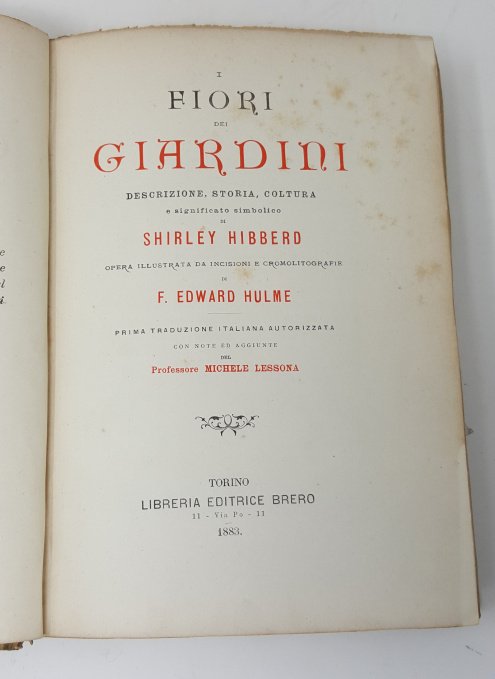 I
FIORI
DEI
GIARDINI
DESCRIZIONE, STORIA, COLTURA
e significato simbolico
DI
SHIRLEY HIBBERD
OPERA ILLUSTRATA DA INCISIONI E CROMOLITOGRAFIE
DI
F. EDWARD HULME
PRIMA TRADUZIONE ITALIANA AUTORIZZATA
CON NOTE ED AGGIUNTE
DEL
Professore MICHELE LESSONA
TORINO
LIBRERIA EDITRICE BRERO
11 - Via Po - 11
1883.